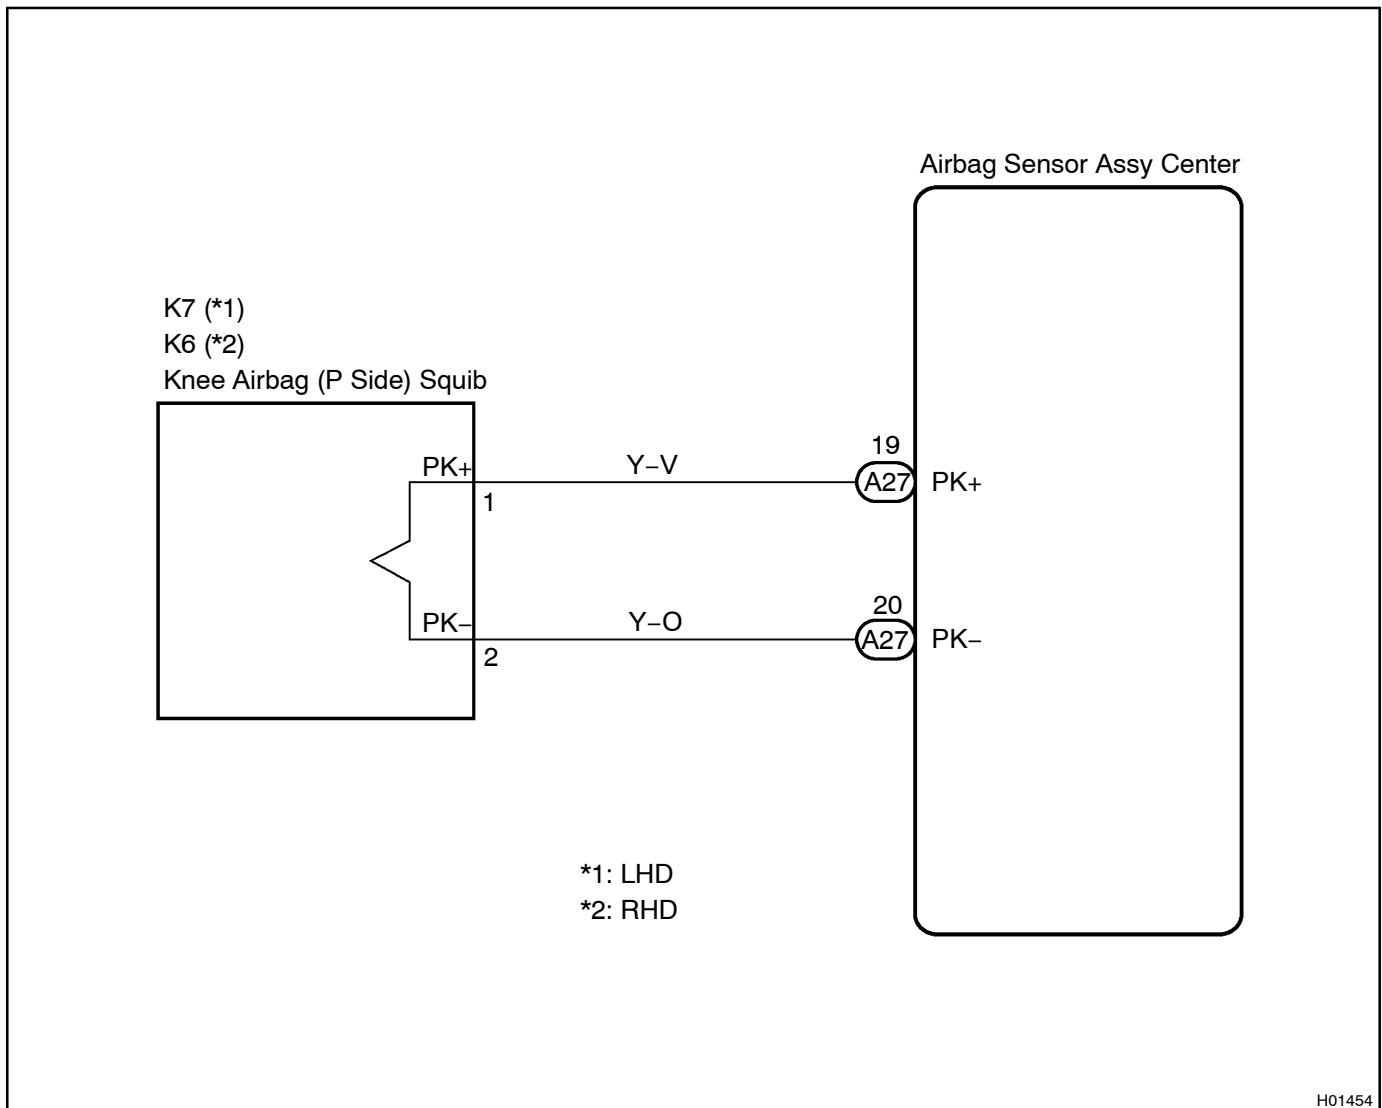 Airbag Sensor Assy Center
K7 (*1)
K6 (*2)
Knee Airbag (P Side) Squib
19
PK+ Y−V A27 PK+
1
20
PK− Y−O A27 PK−
2
*1: LHD
*2: RHD
H01454